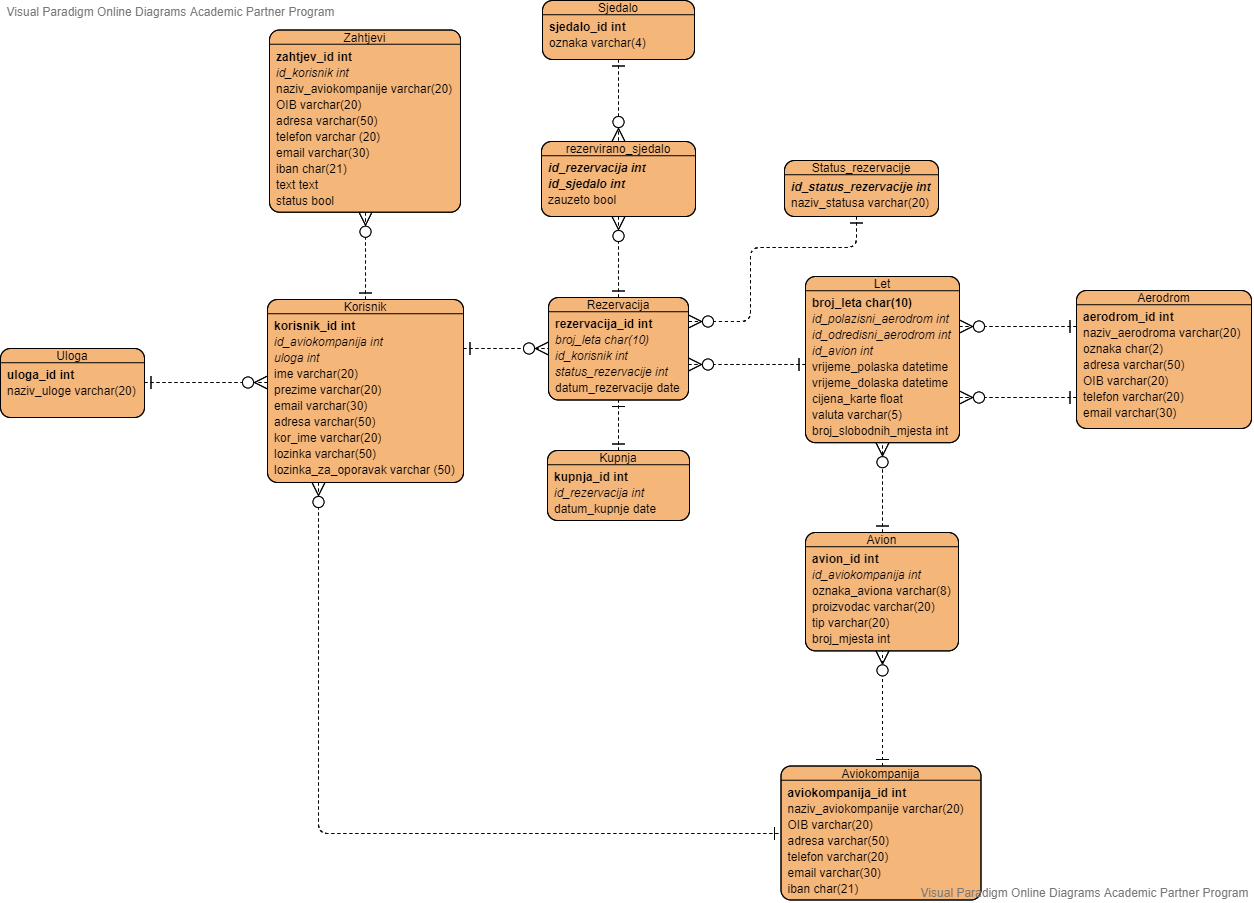 Visual Paradigm Online Diagrams Academic Partner Program
Sjedalo
sjedalo_id int
oznaka varchar(4)
Zahtjevi
zahtjev_id int
id_korisnik int
naziv_aviokompanije varchar(20)
OIB varchar(20)
adresa varchar(50)
telefon varchar (20)
email varchar(30)
iban char(21)
text text
status bool
rezervirano_sjedalo
id_rezervacija int
id_sjedalo int
zauzeto bool
Status_rezervacije
id_status_rezervacije int
naziv_statusa varchar(20)
Uloga
uloga_id int
naziv_uloge varchar(20)
Korisnik
korisnik_id int
id_aviokompanija int
uloga int
ime varchar(20)
prezime varchar(20)
email varchar(30)
adresa varchar(50)
kor_ime varchar(20)
lozinka varchar(50)
lozinka_za_oporavak varchar (50)
Rezervacija
rezervacija_id int
broj_leta char(10)
id_korisnik int
status_rezervacije int
datum_rezervacije date
Let
broj_leta char(10)
id_polazisni_aerodrom int
id_odredisni_aerodrom int
id_avion int
vrijeme_polaska datetime
vrijeme_dolaska datetime
cijena_karte float
valuta varchar(5)
broj_slobodnih_mjesta int
Aerodrom
aerodrom_id int
naziv_aerodroma varchar(20)
oznaka char(2)
adresa varchar(50)
OIB varchar(20)
telefon varchar(20)
email varchar(30)
Kupnja
kupnja_id int
id_rezervacija int
datum_kupnje date
Avion
avion_id int
id_aviokompanija int
oznaka_aviona varchar(8)
proizvodac varchar(20)
tip varchar(20)
broj_mjesta int
Aviokompanija
aviokompanija_id int
naziv_aviokompanije varchar(20)
OIB varchar(20)
adresa varchar(50)
telefon varchar(20)
email varchar(30)
iban char(21)
Visual Paradigm Online Diagrams Academic Partner Program